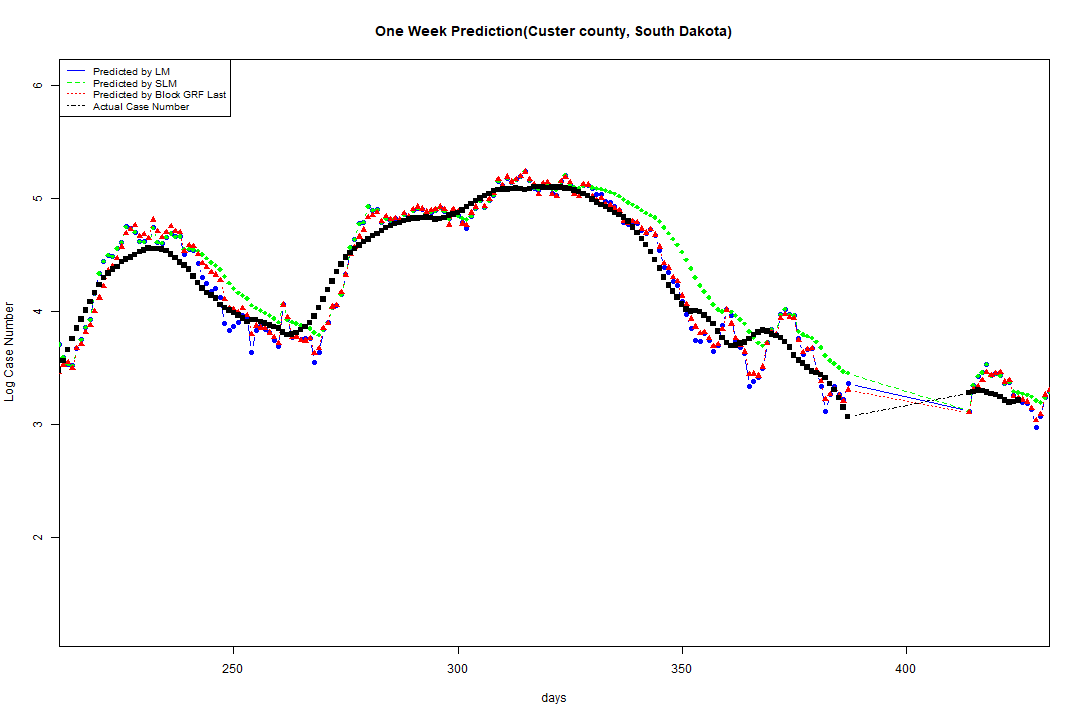 One Week Prediction(Custer county, South Dakota)
Predicted by LM
Predicted by SLM
Predicted by Block GRF Last
Actual Case Number
6
5
4
3
2
Log Case Number
250 300 350 400
days